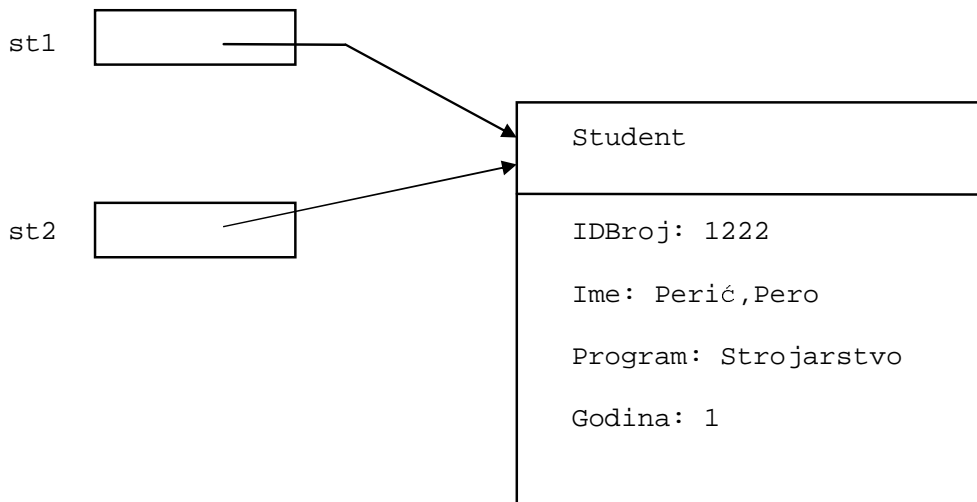 st1
Student
st2
IDBroj: 1222
Ime: Perić,Pero
Program: Strojarstvo
Godina: 1